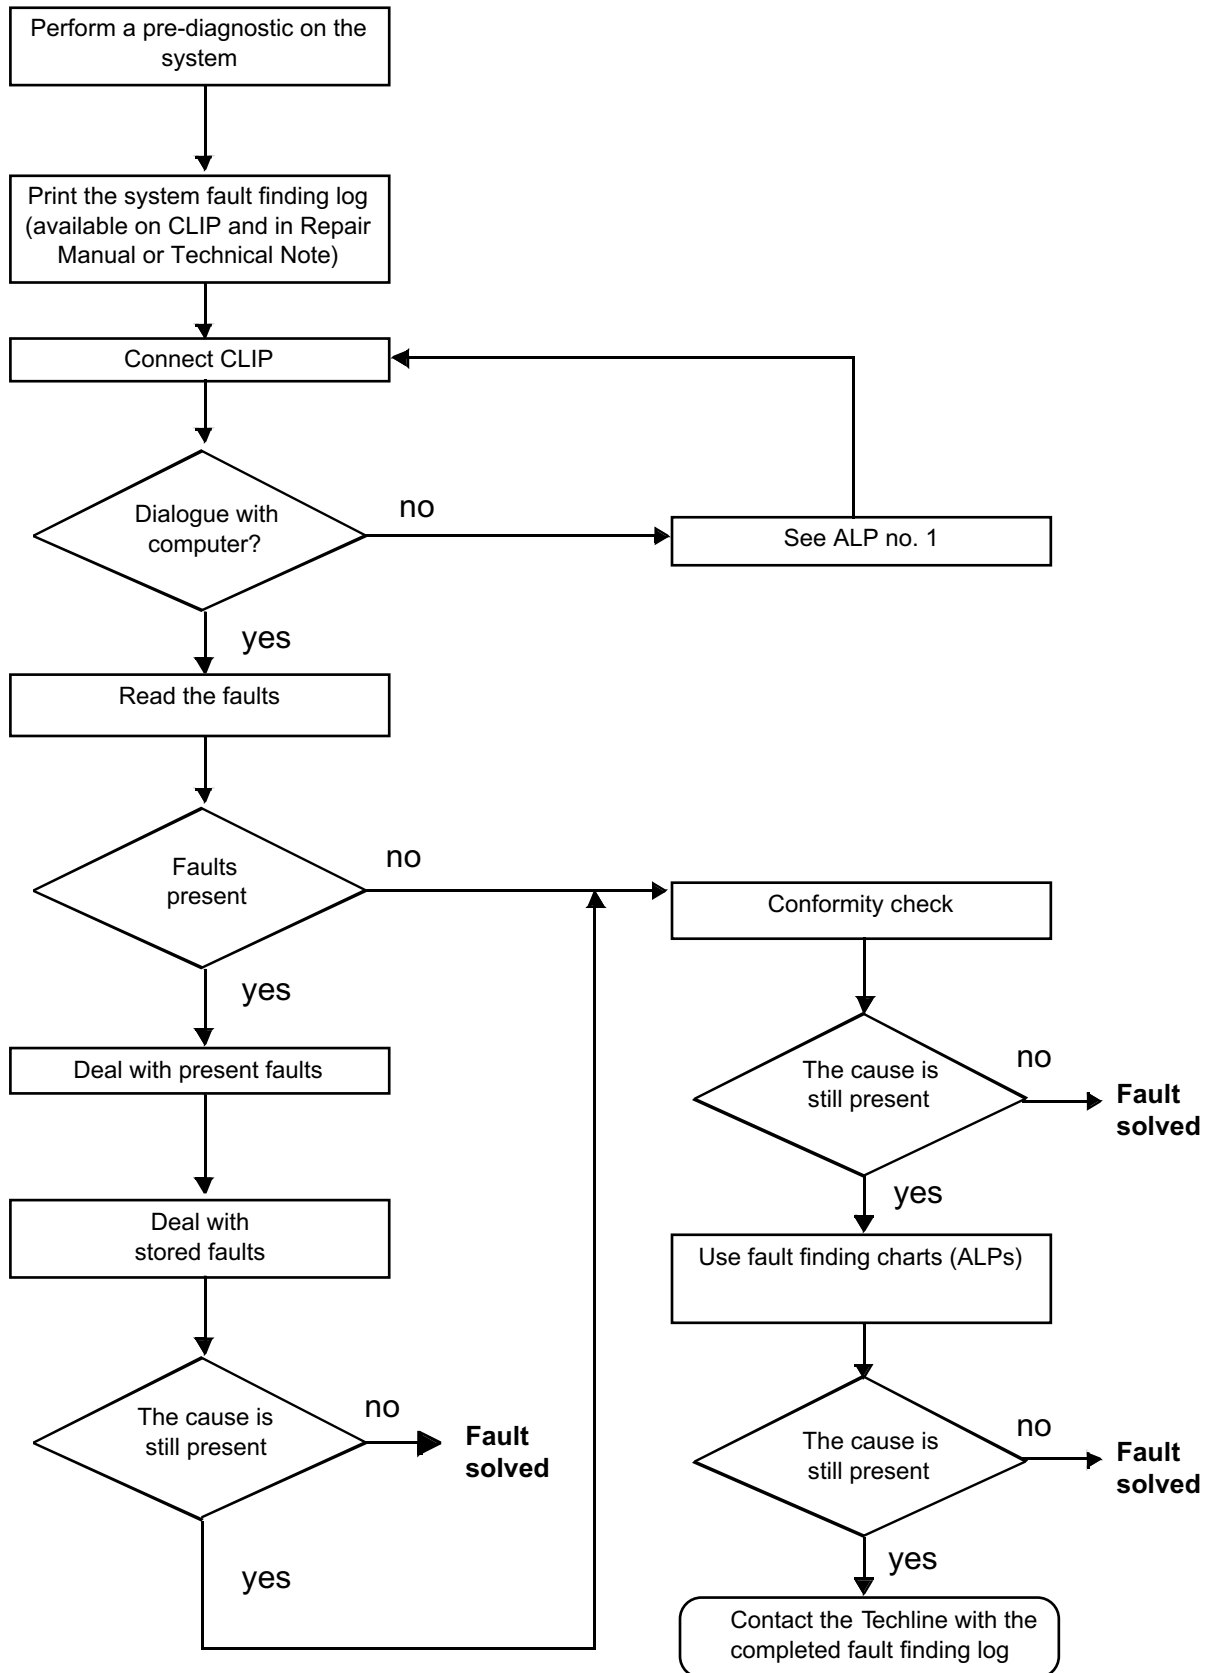 Perform a pre-diagnostic on the
system
Print the system fault finding log
(available on CLIP and in Repair
Manual or Technical Note)
Connect CLIP
Dialogue with
computer?
no
See ALP no. 1
yes
Read the faults
Faults
present
no
Conformity check
yes
Deal with present faults
The cause is
still present
no
Fault
solved
yes
Deal with
stored faults
Use fault finding charts (ALPs)
The cause is
still present
no
Fault
solved
yes
The cause is
still present
no
Fault
solved
yes
Contact the Techline with the
completed fault finding log